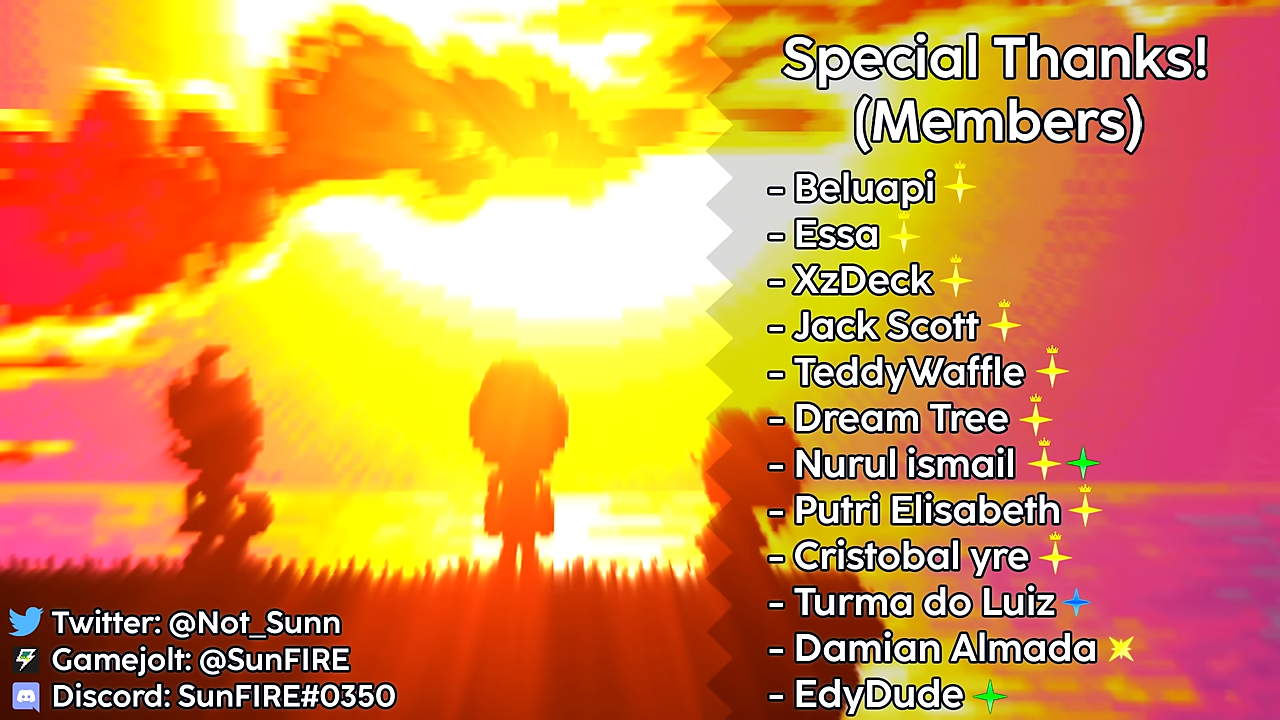 Special Thanks!
(Members)
- Beluapi
- Essa
- XzDeck
- Jack Scott
- TeddyWaffle
- Dream Tree
- Nurul ismail
- Putri Elisabeth
- Cristobal yre
- Turma do Luiz
- Damian Almada
- EdyDude
Twitter: @Not_Sunn
Gamejolt: @SunFIRE
Discord: SunFIRE#0350